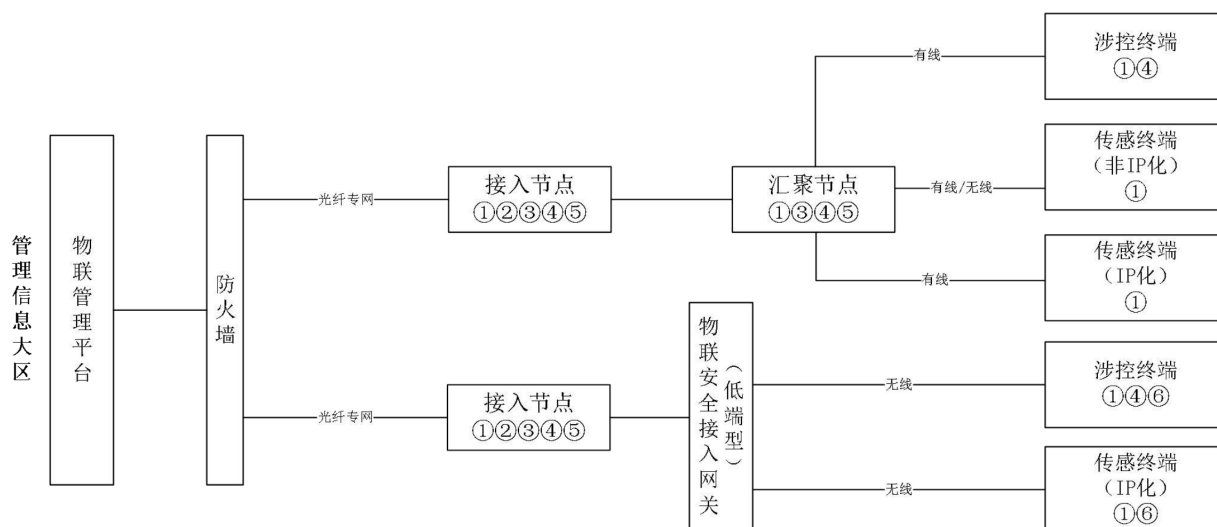 管理信息大区
物联管理平台
防火墙
光纤专网
接入节点
①②③④⑤
汇聚节点
①③④⑤
有线
涉控终端
①④
有线/无线
传感终端
(非IP化)
①
有线
传感终端
(IP化)
①
光纤专网
接入节点
①②③④⑤
物联安全接入网关
(低端型)
无线
涉控终端
①④⑥
无线
传感终端
(IP化)
①⑥